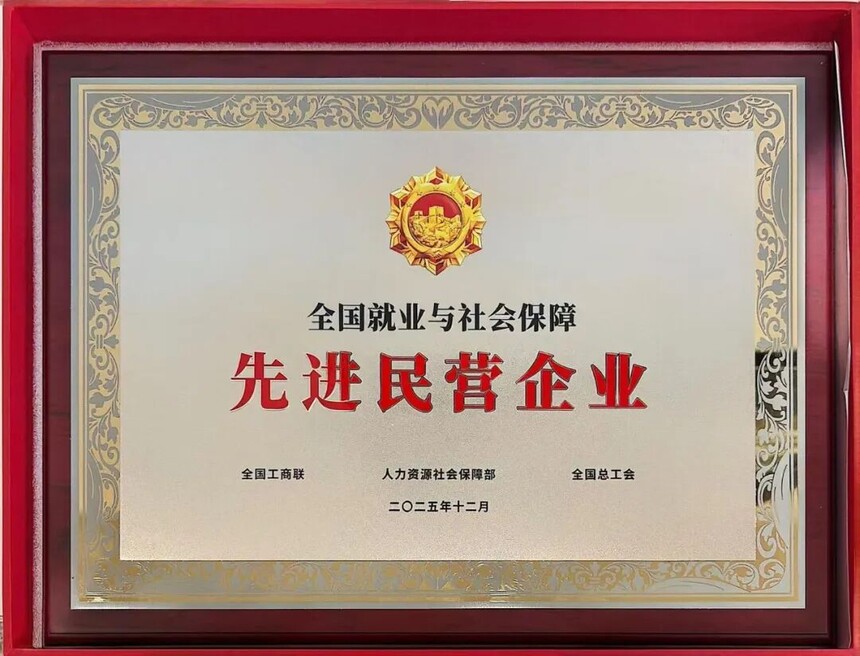 全国就业与社会保障
先进民营企业
全国工商联 人力资源社会保障部 全国总工会
二〇二五年十二月